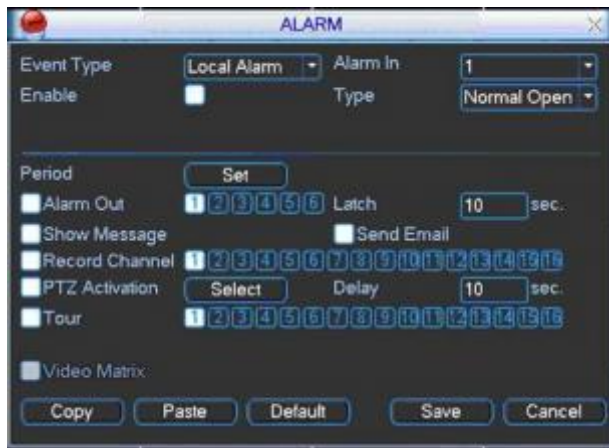 ALARM
Event Type Local Alarm Alarm In 1
Enable Type Normal Open
Period Set
Alarm Out 1 2 3 4 5 6 Latch 10 sec.
Show Message Send Email
Record Channel 1 2 3 4 5 6 7 8 9 10 11 12 13 14 15 16
PTZ Activation Select Delay 10 sec.
Tour 1 2 3 4 5 6 7 8 9 10 11 12 13 14 15 16
Video Matrix
Copy Paste Default Save Cancel